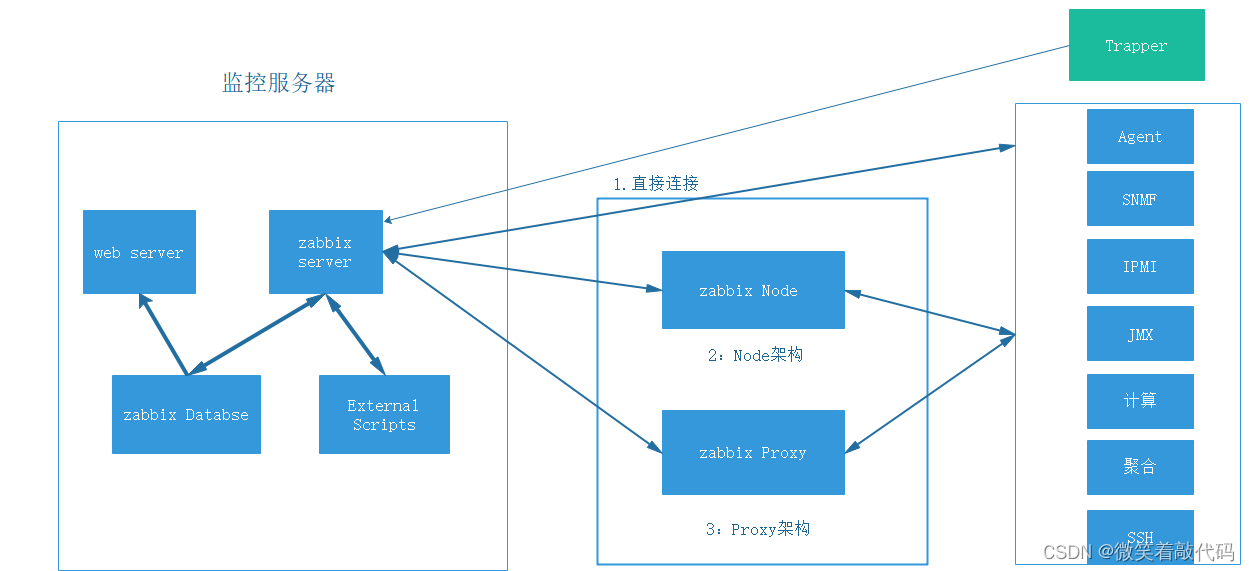 Trapper
监控服务器
Agent
1.直接连接
SNMF
web server
zabbix
server
IPMI
zabbix Node
JMX
2: Node架构
zabbix Databse
External
Scripts
计算
zabbix Proxy
聚合
3: Proxy架构
SSH
CSDN @微笑着敲代码